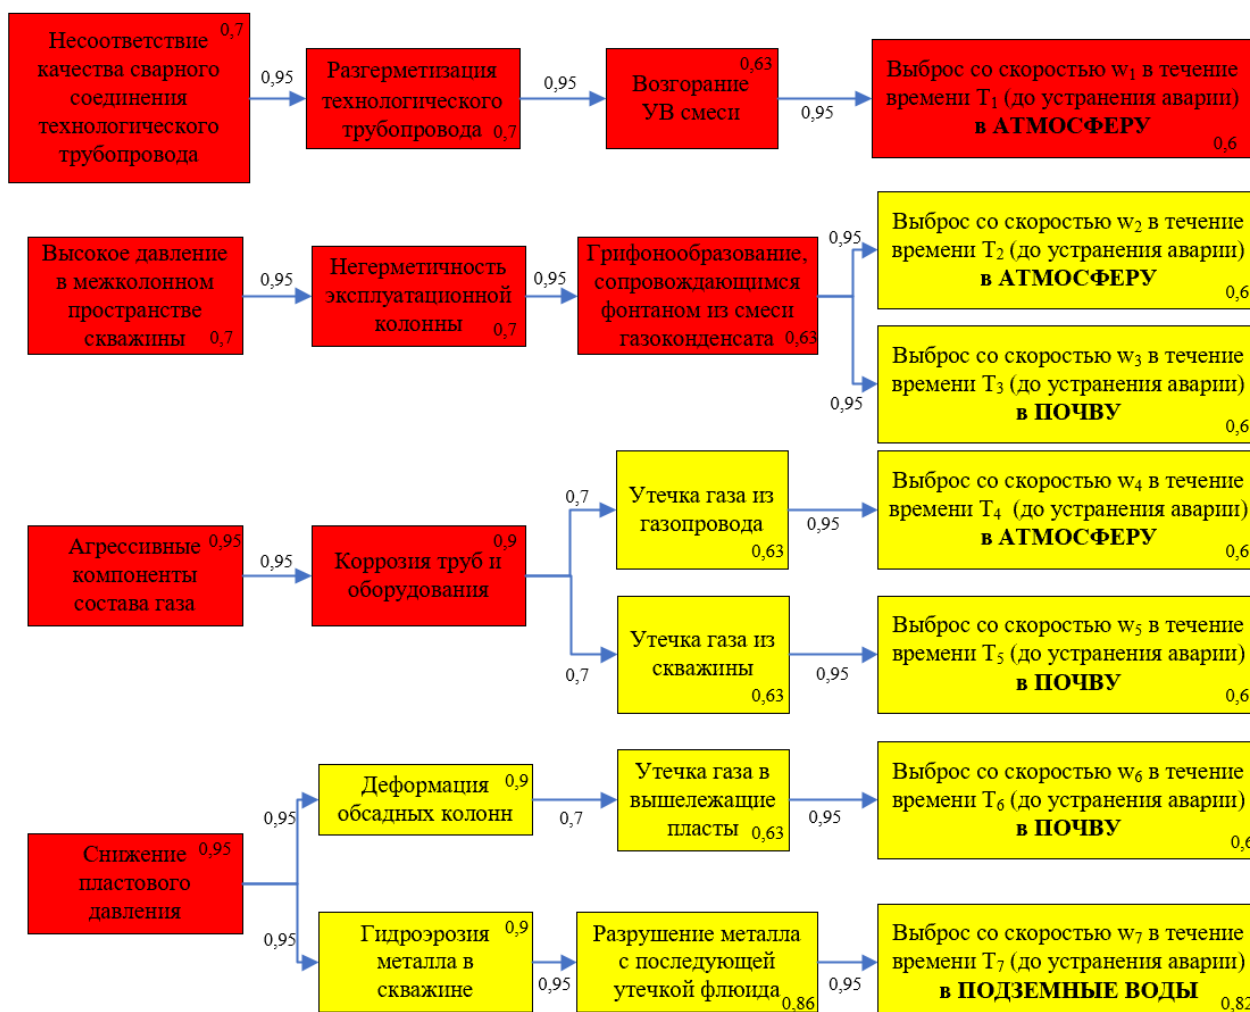 Несоответствие 0,7
качества сварного
соединения
технологического
трубопровода
0,95
Разгерметизация
технологического
трубопровода 0,7
0,95
0,63
Возгорание
УВ смеси
0,95
Выброс со скоростью w₁ в течение
времени T₁ (до устранения аварии)
в АТМОСФЕРУ
0,6
Высокое давление
в межколонном
пространстве
скважины 0,7
0,95
Негерметичность
эксплуатационной
колонны
0,7
0,95
Грифонообразование,
сопровождающимся
фонтаном из смеси
газоконденсата 0,63
0,95
Выброс со скоростью w₂ в течение
времени T₂ (до устранения аварии)
в АТМОСФЕРУ
0,6
0,95
Выброс со скоростью w₃ в течение
времени T₃ (до устранения аварии)
в ПОЧВУ
0,6
Агрессивные 0,95
компоненты
состава газа
0,95
0,9
Коррозия труб и
оборудования
0,7
Утечка газа из
газопровода
0,63
0,95
Выброс со скоростью w₄ в течение
времени T₄ (до устранения аварии)
в АТМОСФЕРУ
0,6
0,7
Утечка газа из
скважины
0,63
0,95
Выброс со скоростью w₅ в течение
времени T₅ (до устранения аварии)
в ПОЧВУ
0,6
Снижение 0,95
пластового
давления
0,95
Деформация 0,9
обсадных колонн
0,7
Утечка газа в
вышележащие
пласты 0,63
0,95
Выброс со скоростью w₆ в течение
времени T₆ (до устранения аварии)
в ПОЧВУ
0,6
0,95
Гидроэрозия 0,9
металла в
скважине
0,95
Разрушение металла
с последующей
утечкой флюида
0,86
0,95
Выброс со скоростью w₇ в течение
времени T₇ (до устранения аварии)
в ПОДЗЕМНЫЕ ВОДЫ
0,82